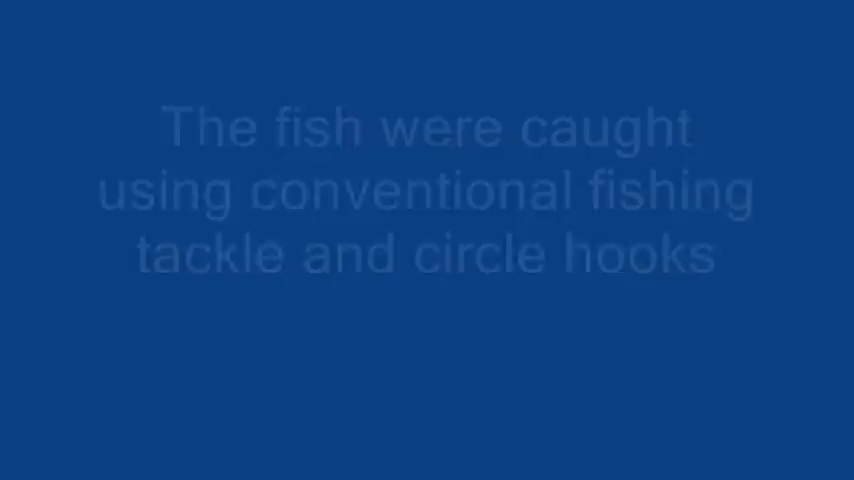 The fish were caught
using conventional fishing
tackle and circle hooks